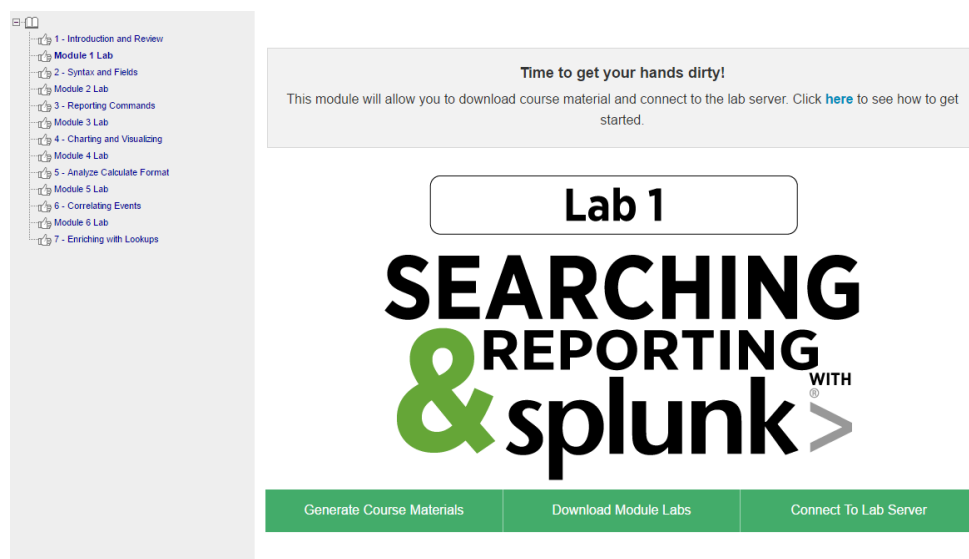 1 - Introduction and Review
Module 1 Lab
2 - Syntax and Fields
Module 2 Lab
3 - Reporting Commands
Module 3 Lab
4 - Charting and Visualizing
Module 4 Lab
5 - Analyze Calculate Format
Module 5 Lab
6 - Correlating Events
Module 6 Lab
7 - Enriching with Lookups
Time to get your hands dirty!
This module will allow you to download course material and connect to the lab server. Click here to see how to get
started.
Lab 1
SEARCHING
& REPORTING
WITH
splunk®>
Generate Course Materials
Download Module Labs
Connect To Lab Server